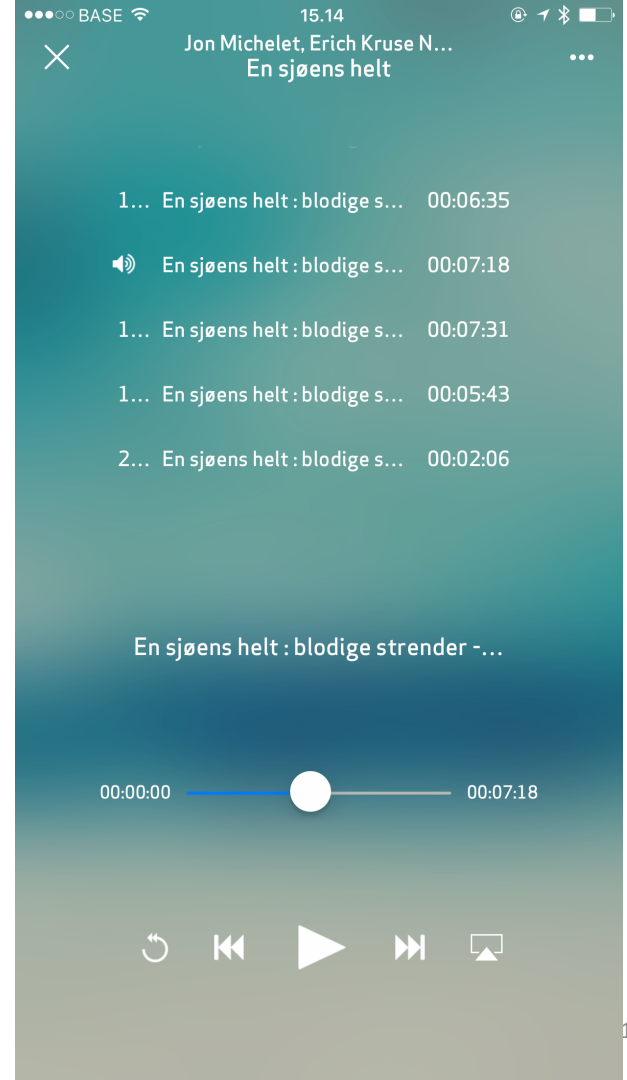 BASE 15.14
Jon Michelet, Erich Kruse N...
En sjøens helt
1... En sjøens helt : blodige s... 00:06:35
En sjøens helt : blodige s... 00:07:18
1... En sjøens helt : blodige s... 00:07:31
1... En sjøens helt : blodige s... 00:05:43
2... En sjøens helt : blodige s... 00:02:06
En sjøens helt : blodige strender -...
00:00:00 00:07:18
1